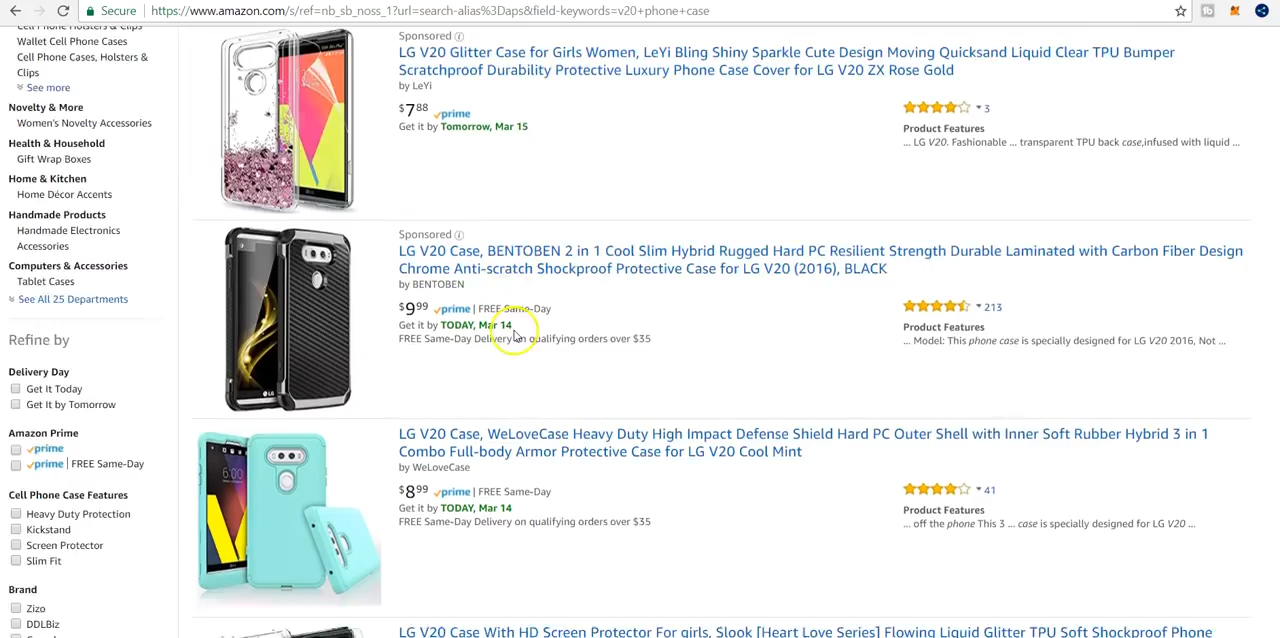 Secure
https://www.amazon.com/s/ref=nb_sb_noss_1?url=search-alias%3Daps&field-keywords=v20+phone+case
Cell Phone Holsters & Clips
Wallet Cell Phone Cases
Cell Phone Cases, Holsters &
Clips
See more
Novelty & More
Women's Novelty Accessories
Health & Household
Gift Wrap Boxes
Home & Kitchen
Home Décor Accents
Handmade Products
Handmade Electronics
Accessories
Computers & Accessories
Tablet Cases
See All 25 Departments
Refine by
Delivery Day
Get It Today
Get It by Tomorrow
Amazon Prime
prime
prime | FREE Same-Day
Cell Phone Case Features
Heavy Duty Protection
Kickstand
Screen Protector
Slim Fit
Brand
Zizo
DDLBiz
Sponsored
LG V20 Glitter Case for Girls Women, LeYi Bling Shiny Sparkle Cute Design Moving Quicksand Liquid Clear TPU Bumper
Scratchproof Durability Protective Luxury Phone Case Cover for LG V20 ZX Rose Gold
by LeYi
$7 88 prime
Get it by Tomorrow, Mar 15
3
Product Features
... LG V20. Fashionable ... transparent TPU back case,infused with liquid ...
Sponsored
LG V20 Case, BENTOBEN 2 in 1 Cool Slim Hybrid Rugged Hard PC Resilient Strength Durable Laminated with Carbon Fiber Design
Chrome Anti-scratch Shockproof Protective Case for LG V20 (2016), BLACK
by BENTOBEN
$9 99 prime | FREE Same-Day
Get it by TODAY, Mar 14
FREE Same-Day Delivery on qualifying orders over $35
213
Product Features
... Model: This phone case is specially designed for LG V20 2016, Not ...
LG V20 Case, WeLoveCase Heavy Duty High Impact Defense Shield Hard PC Outer Shell with Inner Soft Rubber Hybrid 3 in 1
Combo Full-body Armor Protective Case for LG V20 Cool Mint
by WeLoveCase
$8 99 prime | FREE Same-Day
Get it by TODAY, Mar 14
FREE Same-Day Delivery on qualifying orders over $35
41
Product Features
... off the phone This 3 ... case is specially designed for LG V20 ...
LG V20 Case With HD Screen Protector For girls, Slook [Heart Love Series] Flowing Liquid Glitter TPU Soft Shockproof Phone